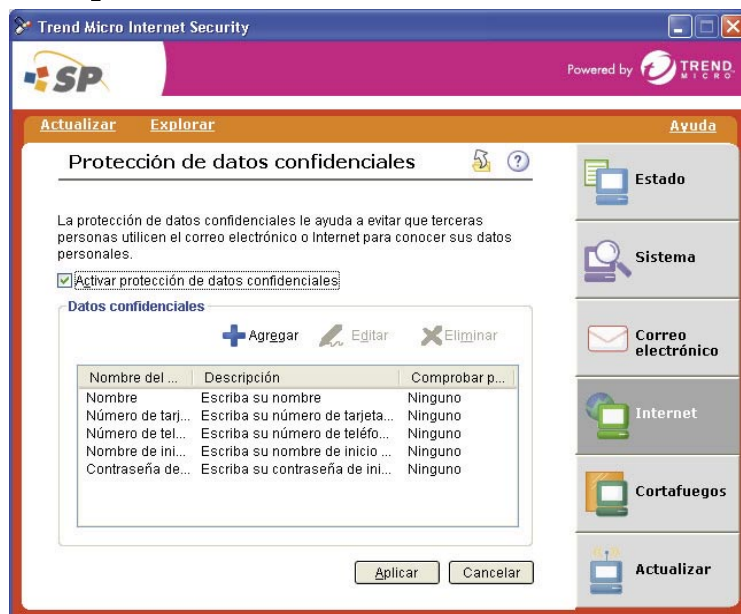 Trend Micro Internet Security
SP
Powered by TREND MICRO
Actualizar Explorar Ayuda
Protección de datos confidenciales
La protección de datos confidenciales le ayuda a evitar que terceras
personas utilicen el correo electrónico o Internet para conocer sus datos
personales.
Activar protección de datos confidenciales
Datos confidenciales
Agregar Editar Eliminar
Nombre del ... Descripción Comprobar p...
Nombre Escriba su nombre Ninguno
Número de tarj... Escriba su número de tarjeta... Ninguno
Número de tel... Escriba su número de teléfo... Ninguno
Nombre de ini... Escriba su nombre de inicio ... Ninguno
Contraseña de... Escriba su contraseña de ini... Ninguno
Aplicar Cancelar
Estado
Sistema
Correo
electrónico
Internet
Cortafuegos
Actualizar